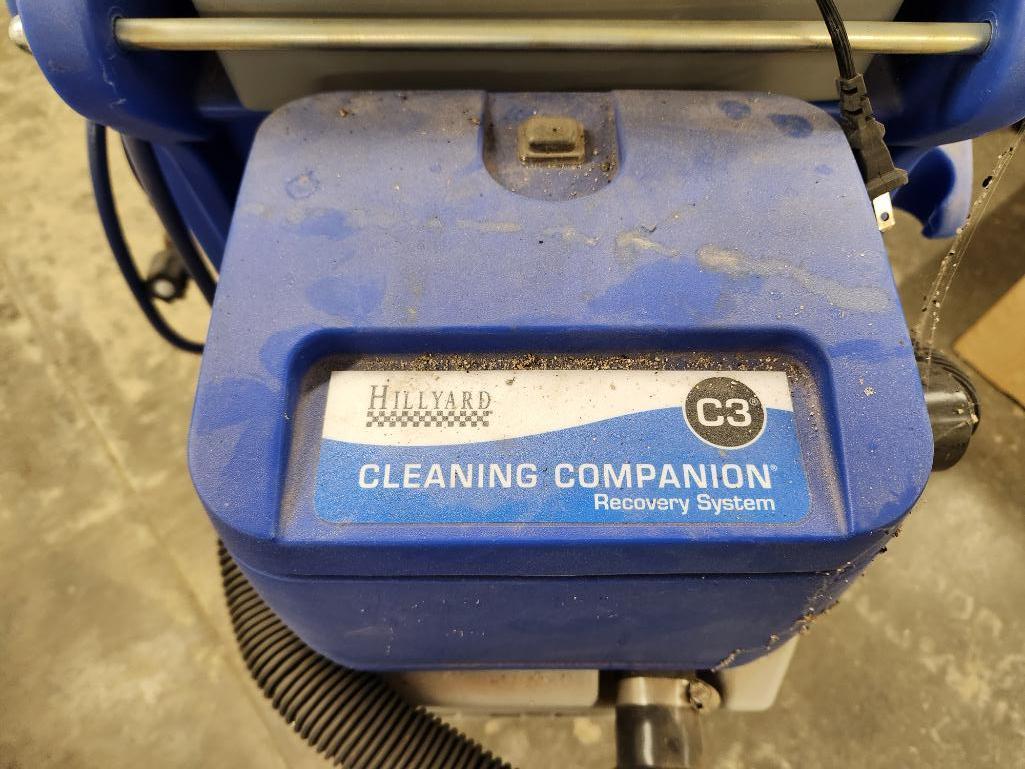 HILLYARD
C3®
CLEANING COMPANION®
Recovery System